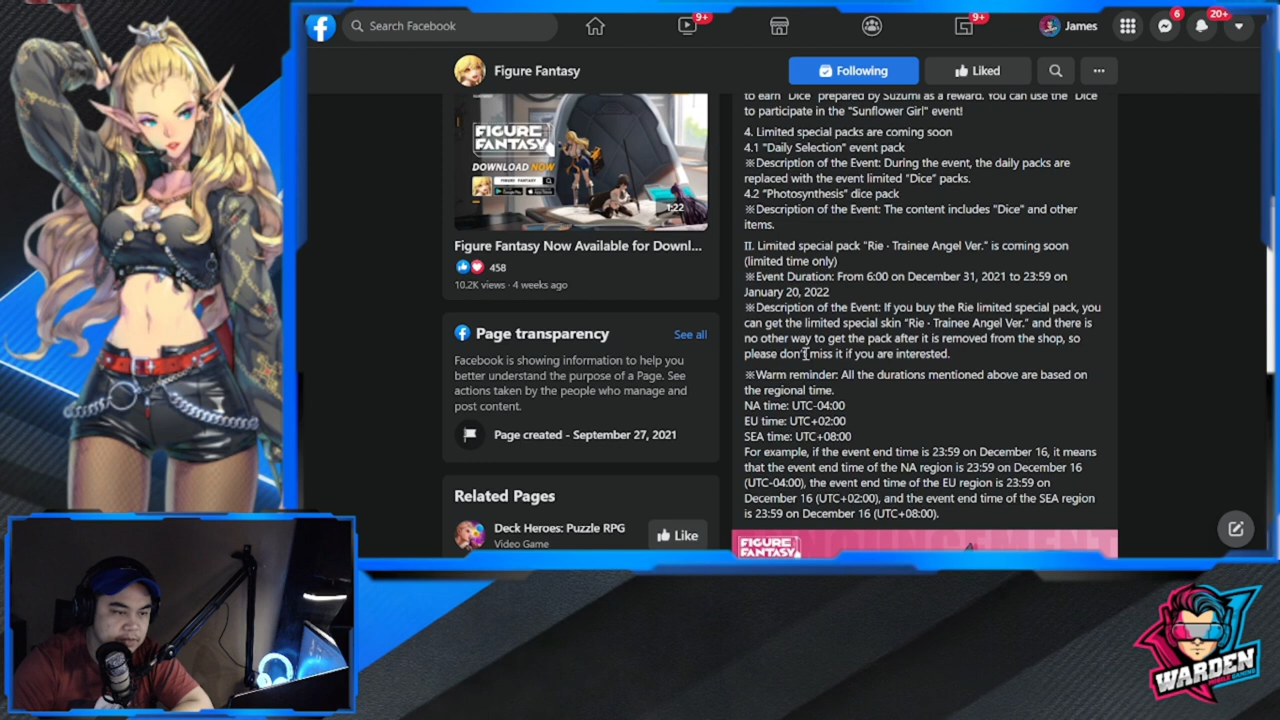 Search Facebook
9+
9+
James
6
20+
Figure Fantasy
Following
Liked
FIGURE
FANTASY
DOWNLOAD NOW
FIGURE FANTASY
1:22
Figure Fantasy Now Available for Downl...
458
10.2K views · 4 weeks ago
Page transparency
See all
Facebook is showing information to help you
better understand the purpose of a Page. See
actions taken by the people who manage and
post content.
Page created - September 27, 2021
Related Pages
Deck Heroes: Puzzle RPG
Video Game
Like
to earn "Dice" prepared by Suzumi as a reward. You can use the "Dice"
to participate in the "Sunflower Girl" event!
4. Limited special packs are coming soon
4.1 "Daily Selection" event pack
※Description of the Event: During the event, the daily packs are
replaced with the event limited "Dice" packs.
4.2 "Photosynthesis" dice pack
※Description of the Event: The content includes "Dice" and other
items.
II. Limited special pack "Rie · Trainee Angel Ver." is coming soon
(limited time only)
※Event Duration: From 6:00 on December 31, 2021 to 23:59 on
January 20, 2022
※Description of the Event: If you buy the Rie limited special pack, you
can get the limited special skin "Rie · Trainee Angel Ver." and there is
no other way to get the pack after it is removed from the shop, so
please don't miss it if you are interested.
※Warm reminder: All the durations mentioned above are based on
the regional time.
NA time: UTC-04:00
EU time: UTC+02:00
SEA time: UTC+08:00
For example, if the event end time is 23:59 on December 16, it means
that the event end time of the NA region is 23:59 on December 16
(UTC-04:00), the event end time of the EU region is 23:59 on
December 16 (UTC+02:00), and the event end time of the SEA region
is 23:59 on December 16 (UTC+08:00).
FIGURE
FANTASY
WARDEN
MOBILE GAMING